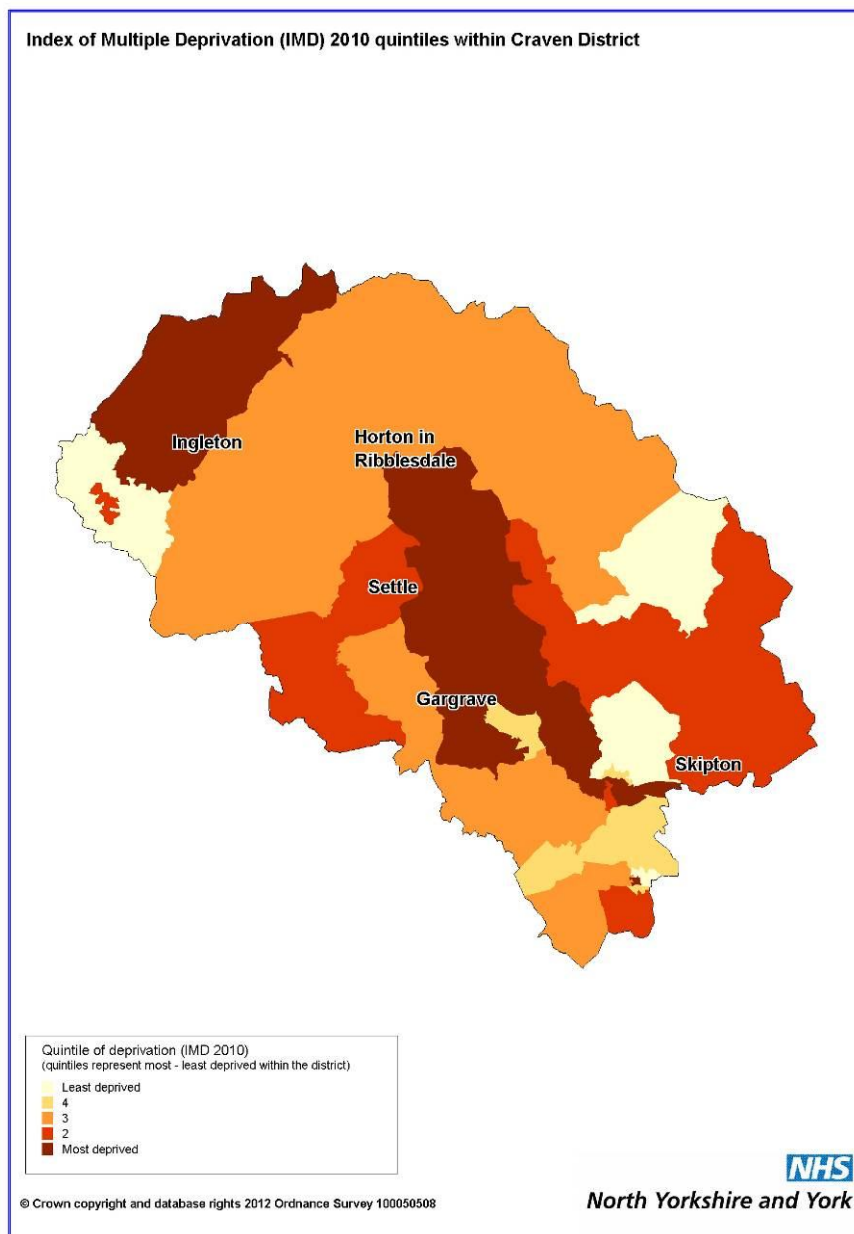 Index of Multiple Deprivation (IMD) 2010 quintiles within Craven District
Ingleton
Horton in
Ribblesdale
Settle
Gargrave
Skipton
Quintile of deprivation (IMD 2010)
(quintiles represent most - least deprived within the district)
Least deprived
4
3
2
Most deprived
© Crown copyright and database rights 2012 Ordnance Survey 100050508
NHS
North Yorkshire and York